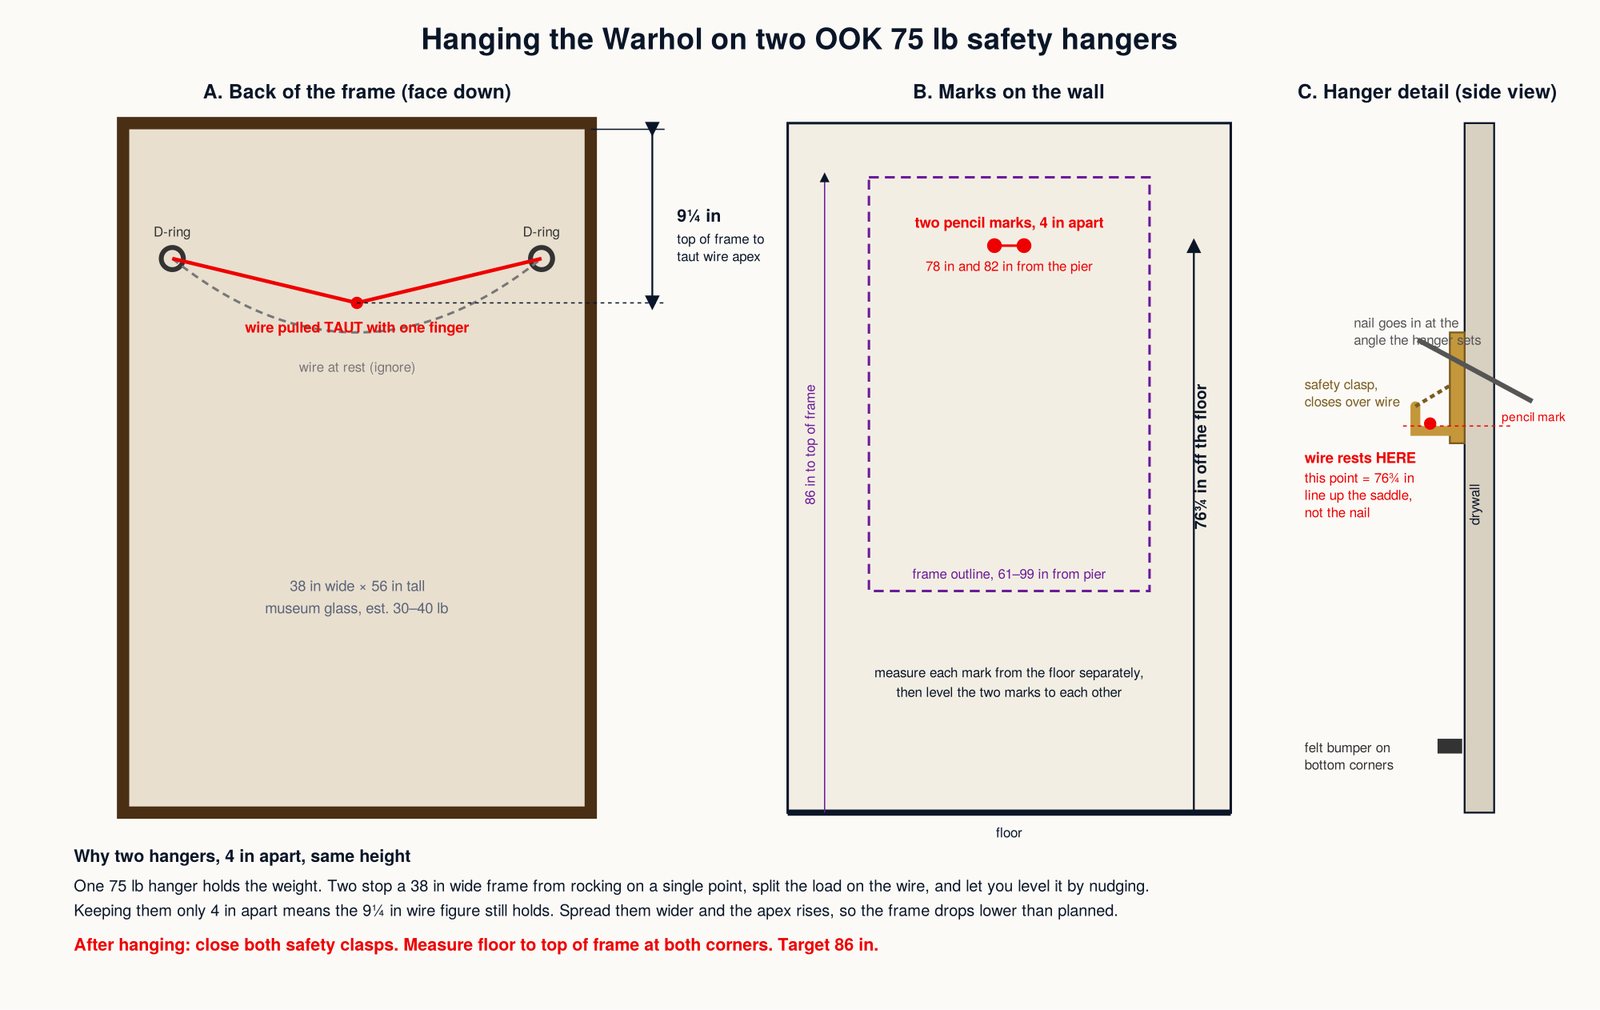 Hanging the Warhol on two OOK 75 lb safety hangers
A. Back of the frame (face down)
D-ring
D-ring
9¼ in
top of frame to
taut wire apex
wire pulled TAUT with one finger
wire at rest (ignore)
38 in wide × 56 in tall
museum glass, est. 30–40 lb
B. Marks on the wall
two pencil marks, 4 in apart
78 in and 82 in from the pier
86 in to top of frame
76¾ in off the floor
frame outline, 61–99 in from pier
measure each mark from the floor separately,
then level the two marks to each other
floor
C. Hanger detail (side view)
nail goes in at the
angle the hanger sets
safety clasp,
closes over wire
pencil mark
wire rests HERE
this point = 76¾ in
line up the saddle,
not the nail
drywall
felt bumper on
bottom corners
Why two hangers, 4 in apart, same height
One 75 lb hanger holds the weight. Two stop a 38 in wide frame from rocking on a single point, split the load on the wire, and let you level it by nudging.
Keeping them only 4 in apart means the 9¼ in wire figure still holds. Spread them wider and the apex rises, so the frame drops lower than planned.
After hanging: close both safety clasps. Measure floor to top of frame at both corners. Target 86 in.